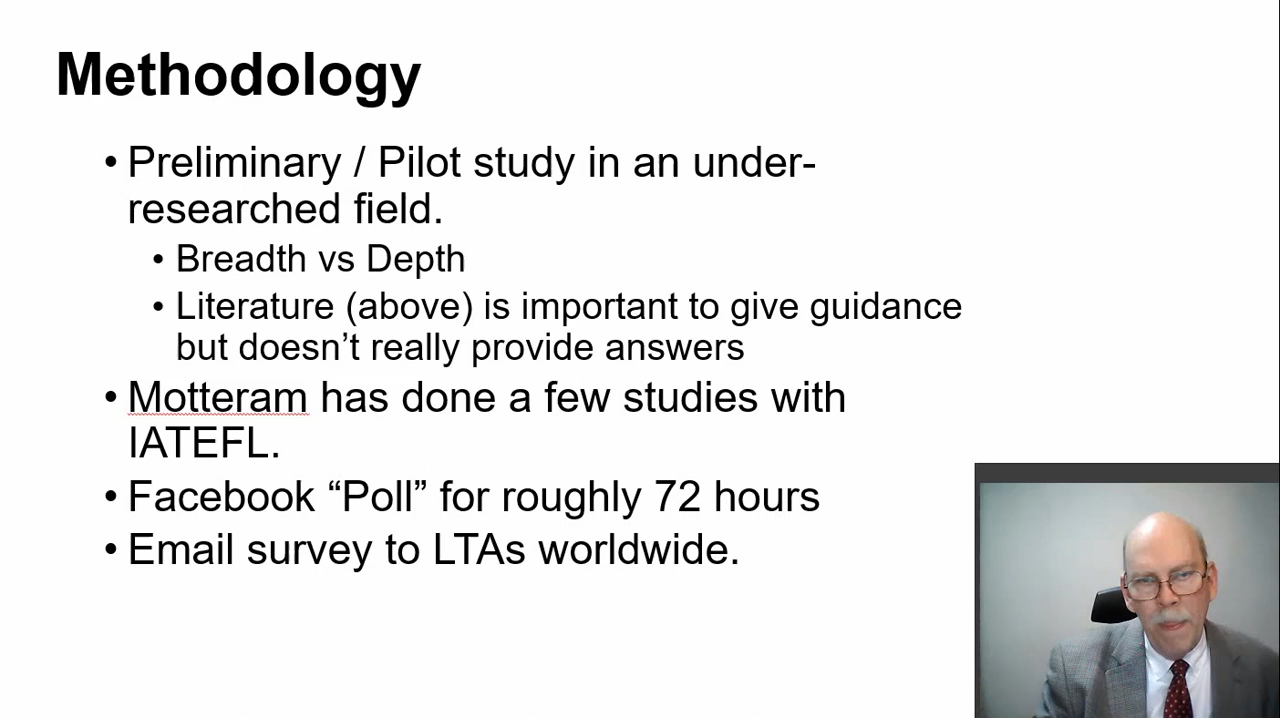 Methodology
• Preliminary / Pilot study in an under-
researched field.
• Breadth vs Depth
• Literature (above) is important to give guidance
but doesn’t really provide answers
• Motteram has done a few studies with
IATEFL.
• Facebook “Poll” for roughly 72 hours
• Email survey to LTAs worldwide.